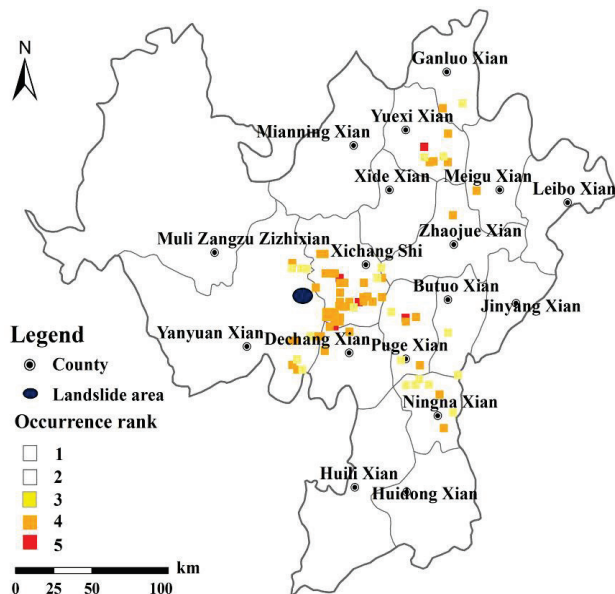 N
Ganluo Xian
Yuexi Xian
Mianning Xian
Xide Xian
Meigu Xian
Leibo Xian
Zhaojue Xian
Muli Zangzu Zizhixian
Xichang Shi
Butuo Xian
Jinyang Xian
Yanyuan Xian
Dechang Xian
Puge Xian
Ningna Xian
Huili Xian
Huidong Xian
Legend
County
Landslide area
Occurrence rank
1
2
3
4
5
km
0 25 50 100